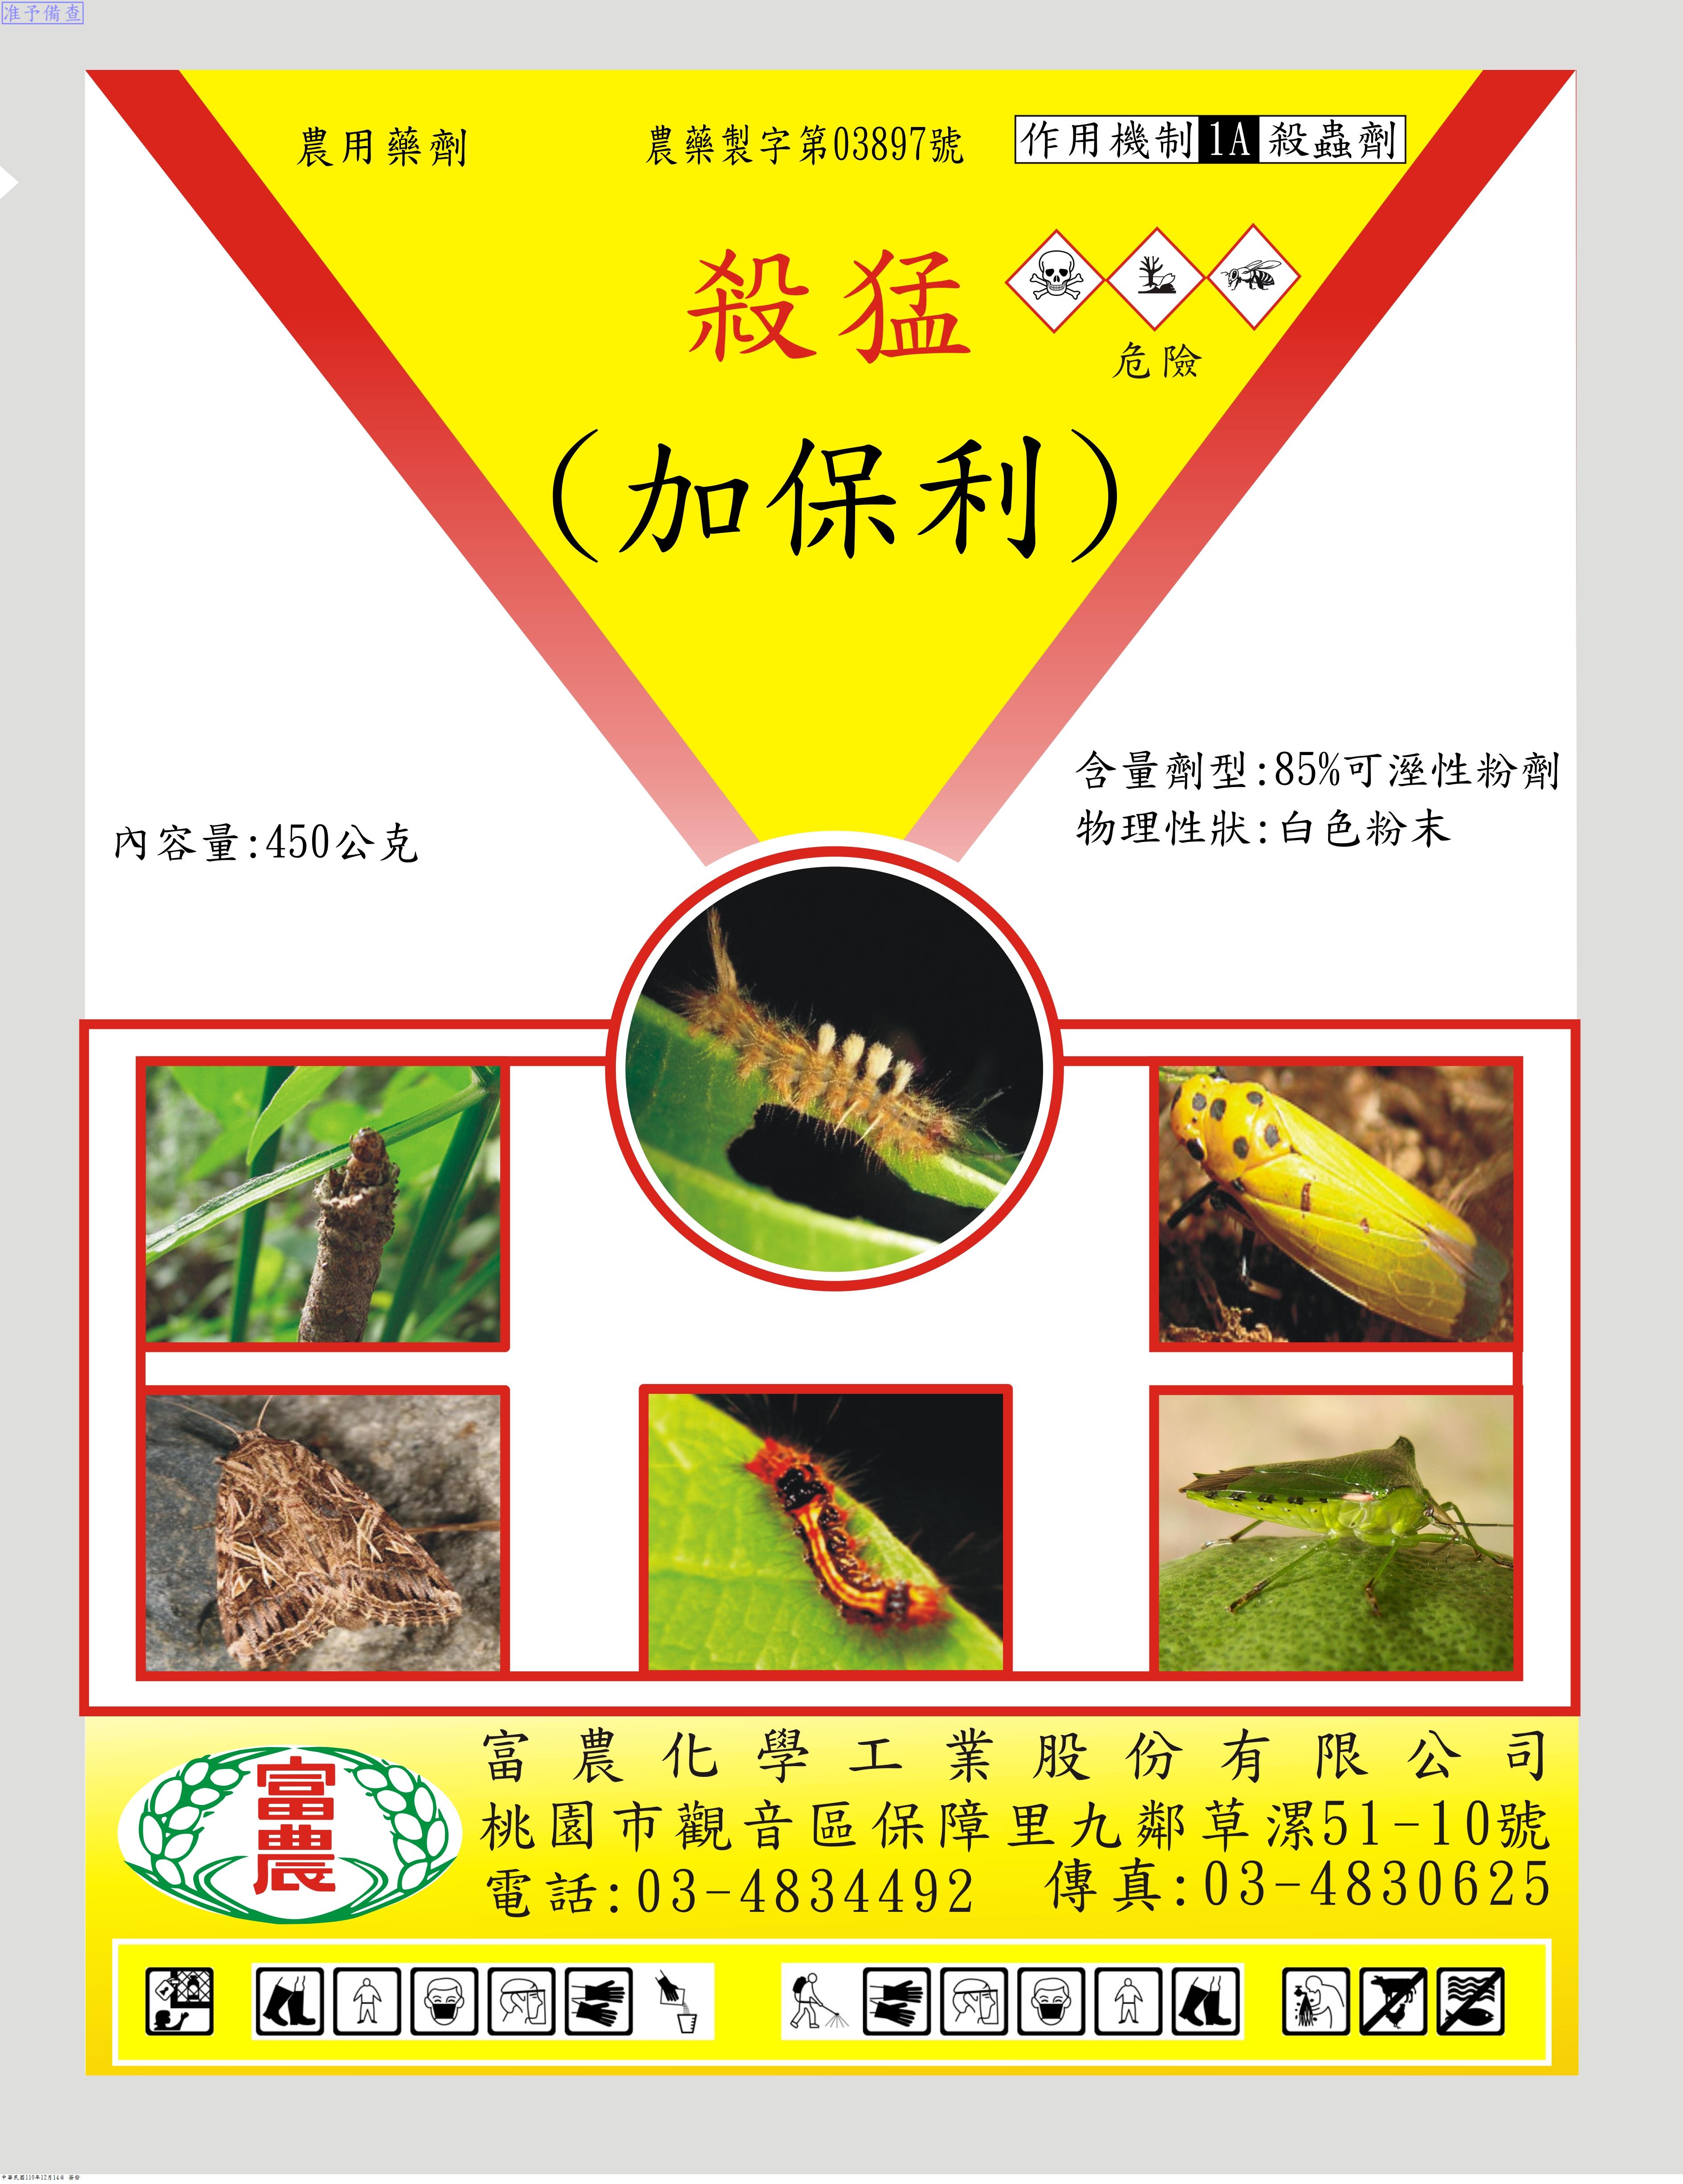 准予備查
農用藥劑
農藥製字第03897號
作用機制 1A 殺蟲劑
殺猛
危險
(加保利)
含量劑型:85%可溼性粉劑
物理性狀:白色粉末
內容量:450公克
富農化學工業股份有限公司
富農
桃園市觀音區保障里九鄰草漯51-10號
電話:03-4834492 傳真:03-4830625